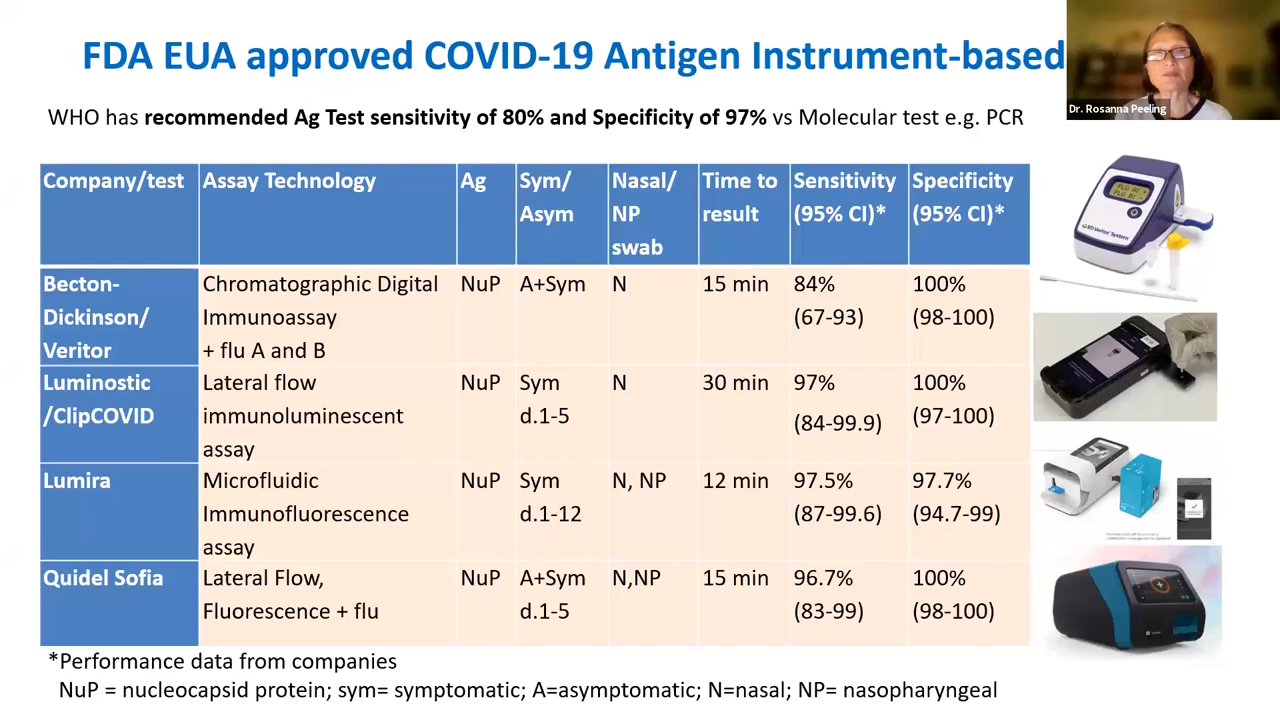 FDA EUA approved COVID-19 Antigen Instrument-based
Dr. Rosanna Peeling
WHO has recommended Ag Test sensitivity of 80% and Specificity of 97% vs Molecular test e.g. PCR
Company/test Assay Technology Ag Sym/ Nasal/ Time to Sensitivity Specificity
Asym NP result (95% CI)* (95% CI)*
swab
Becton- Chromatographic Digital NuP A+Sym N 15 min 84% 100%
Dickinson/ Immunoassay (67-93) (98-100)
Veritor + flu A and B
Luminostic Lateral flow NuP Sym N 30 min 97% 100%
/ClipCOVID immunoluminescent d.1-5 (84-99.9) (97-100)
assay
Lumira Microfluidic NuP Sym N, NP 12 min 97.5% 97.7%
Immunofluorescence d.1-12 (87-99.6) (94.7-99)
assay
Quidel Sofia Lateral Flow, NuP A+Sym N,NP 15 min 96.7% 100%
Fluorescence + flu d.1-5 (83-99) (98-100)
*Performance data from companies
NuP = nucleocapsid protein; sym= symptomatic; A=asymptomatic; N=nasal; NP= nasopharyngeal
BD Veritor System